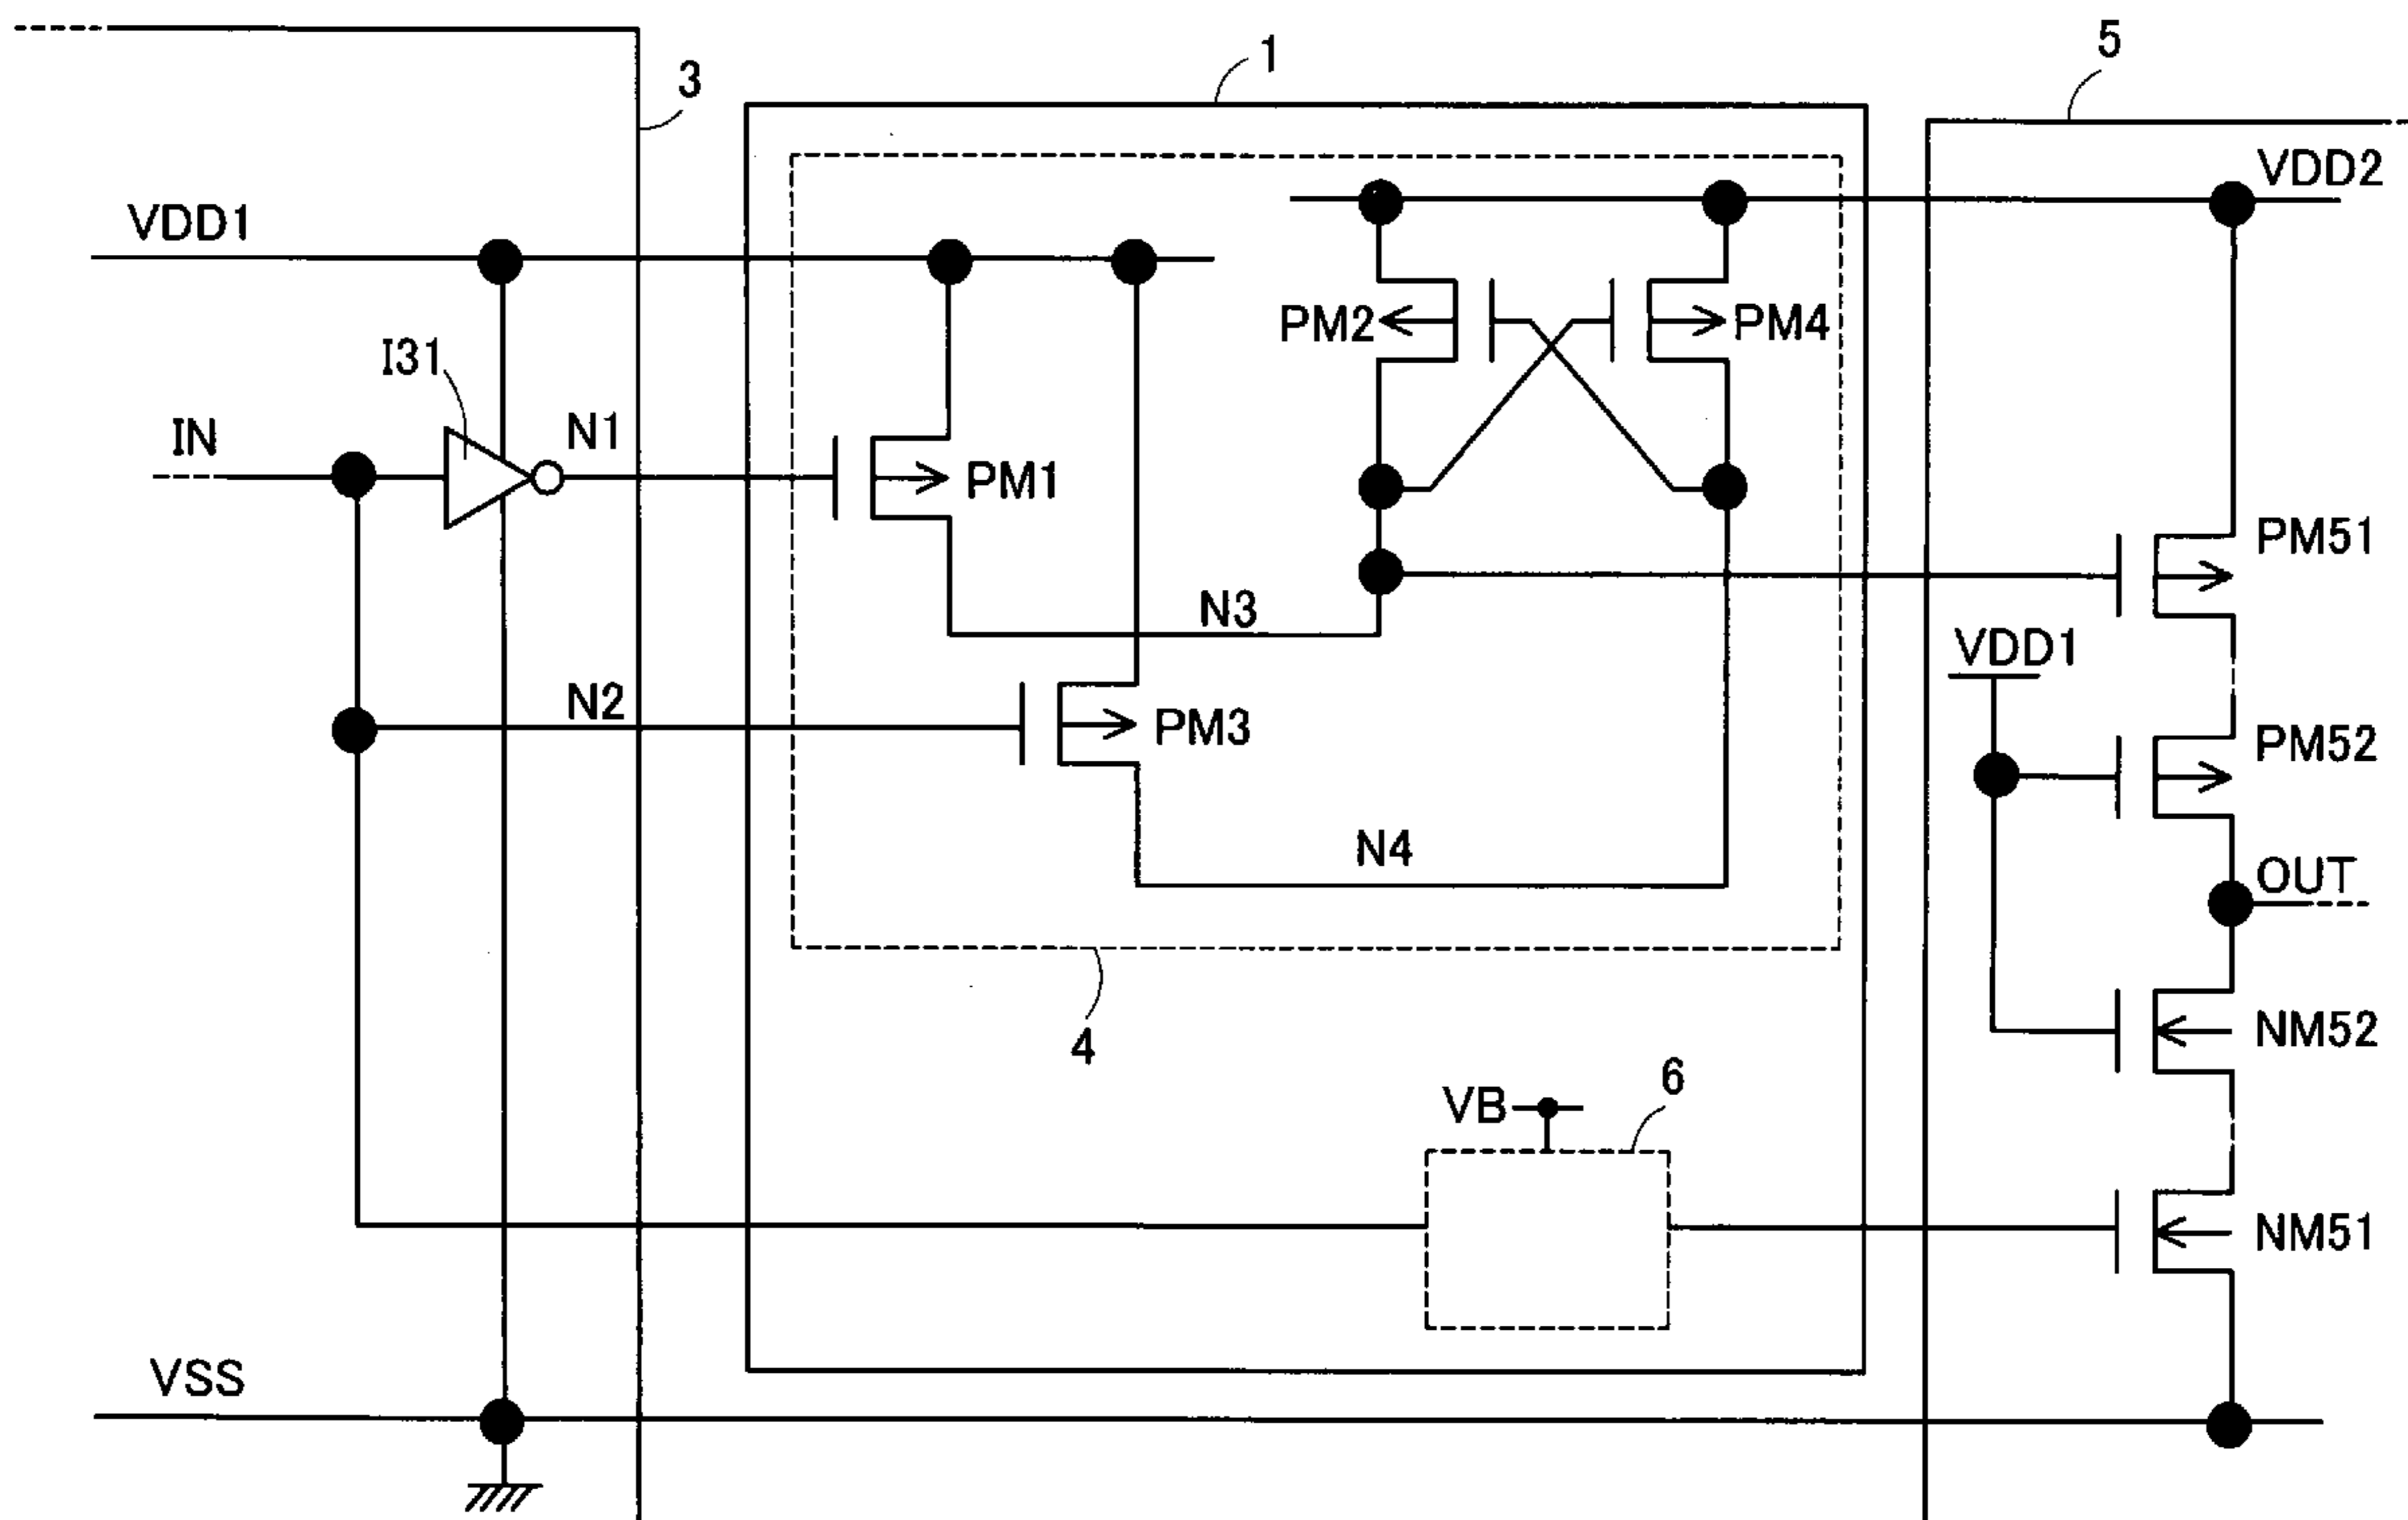 1
5
3
VDD2
VDD1
PM2
PM4
I31
IN
N1
PM1
PM51
N3
VDD1
N2
PM3
PM52
N4
OUT
4
NM52
VB
6
NM51
VSS